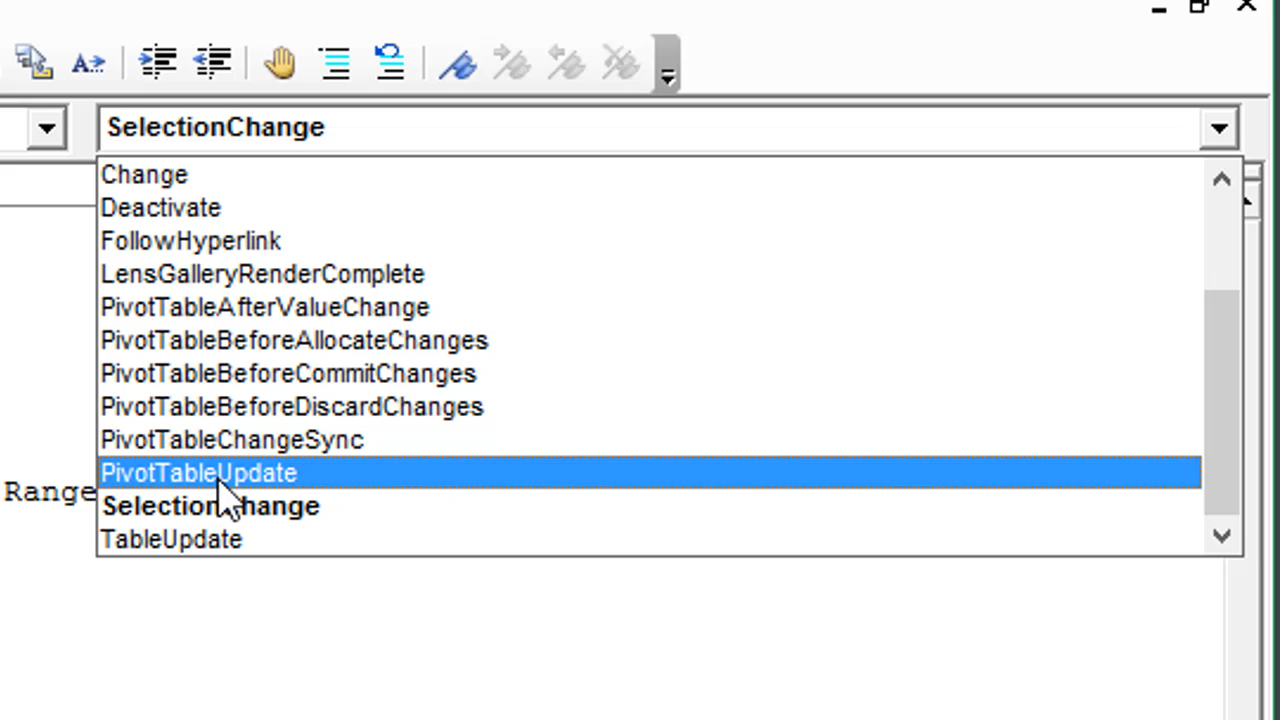 SelectionChange
Change
Deactivate
FollowHyperlink
LensGalleryRenderComplete
PivotTableAfterValueChange
PivotTableBeforeAllocateChanges
PivotTableBeforeCommitChanges
PivotTableBeforeDiscardChanges
PivotTableChangeSync
PivotTableUpdate
Range
SelectionChange
TableUpdate